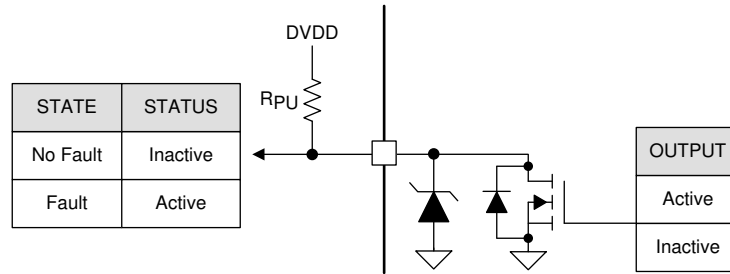 DVDD
RPU
STATE STATUS
No Fault Inactive
Fault Active
OUTPUT
Active
Inactive